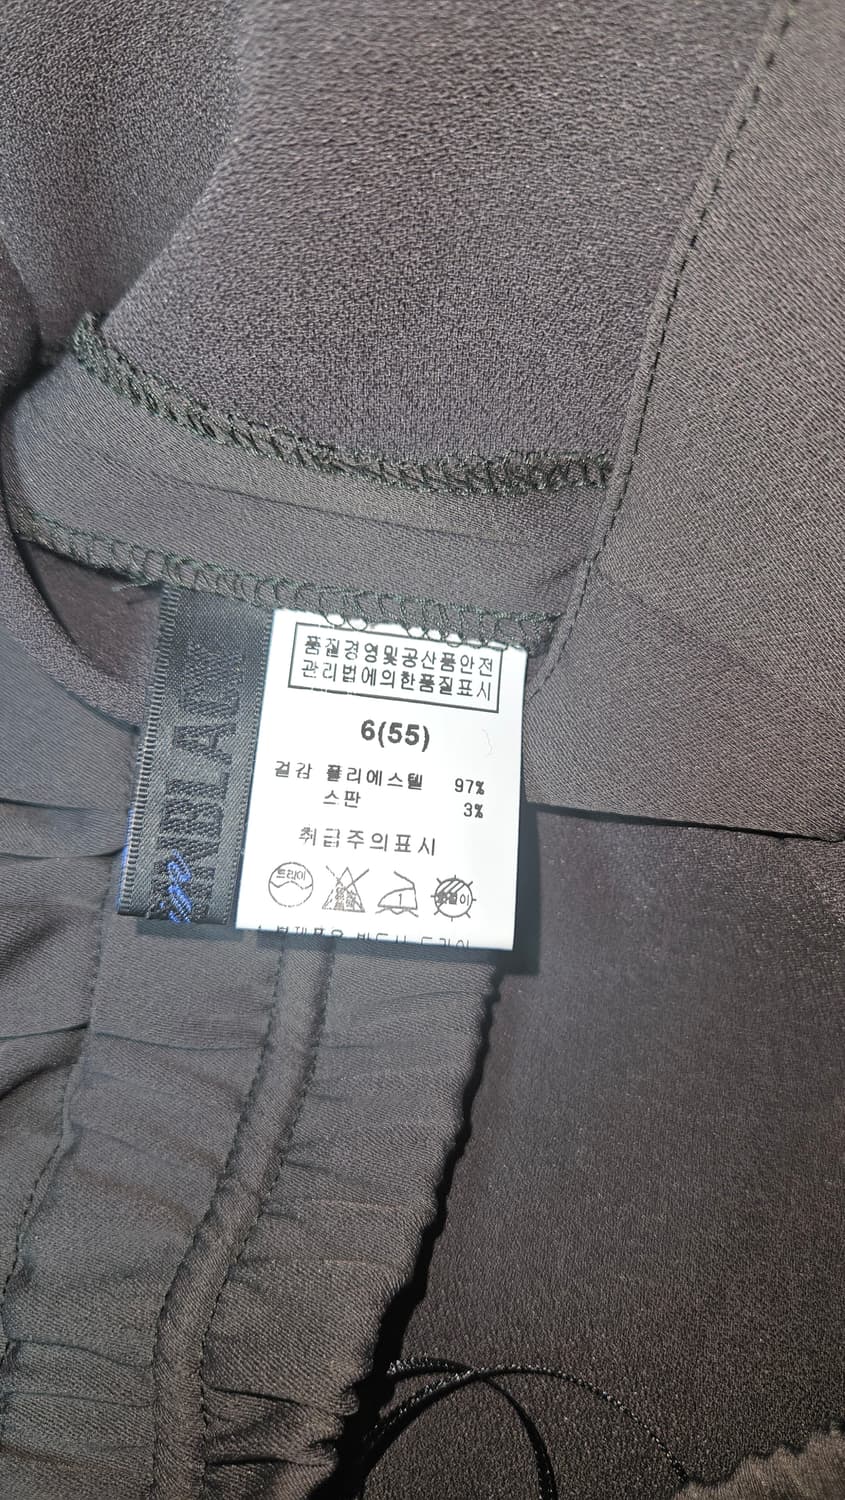 품질경영및공산품안전
관리법에의한품질표시
6(55)
겉감 폴리에스텔 97%
스판 3%
취급주의표시
드라이
1